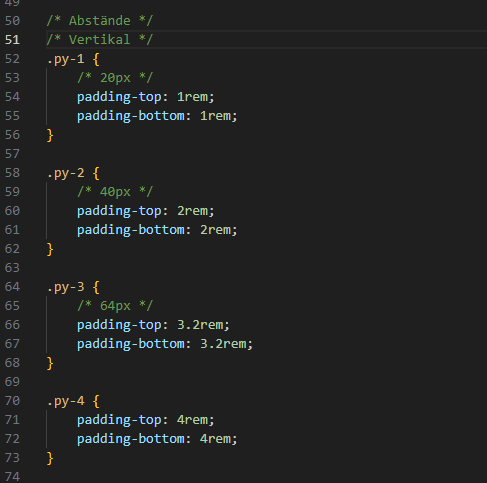 49
50 /* Abstände */
51 /* Vertikal */
52 .py-1 {
53 /* 20px */
54 padding-top: 1rem;
55 padding-bottom: 1rem;
56 }
57
58 .py-2 {
59 /* 40px */
60 padding-top: 2rem;
61 padding-bottom: 2rem;
62 }
63
64 .py-3 {
65 /* 64px */
66 padding-top: 3.2rem;
67 padding-bottom: 3.2rem;
68 }
69
70 .py-4 {
71 padding-top: 4rem;
72 padding-bottom: 4rem;
73 }
74